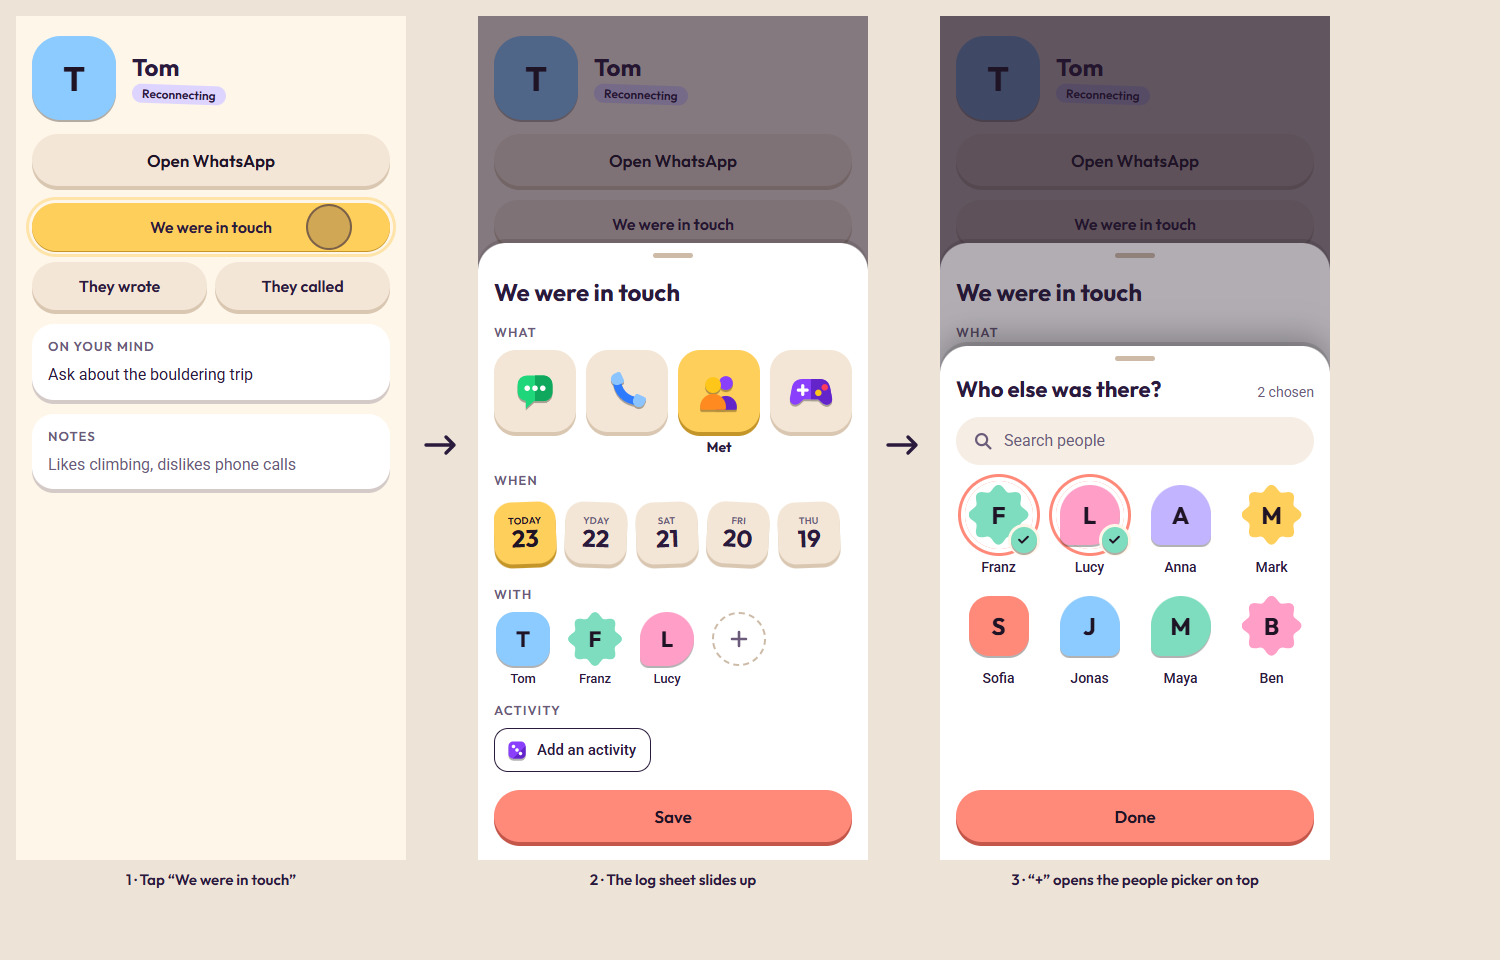 T
Tom
Reconnecting
Open WhatsApp
We were in touch
They wrote
They called
ON YOUR MIND
Ask about the bouldering trip
NOTES
Likes climbing, dislikes phone calls
1 · Tap “We were in touch”
T
Tom
Reconnecting
Open WhatsApp
We were in touch
We were in touch
WHAT
Met
WHEN
TODAY
23
YDAY
22
SAT
21
FRI
20
THU
19
WITH
T
F
L
Tom
Franz
Lucy
ACTIVITY
Add an activity
Save
2 · The log sheet slides up
T
Tom
Reconnecting
Open WhatsApp
We were in touch
We were in touch
WHAT
Who else was there?
2 chosen
Search people
F
L
A
M
Franz
Lucy
Anna
Mark
S
J
M
B
Sofia
Jonas
Maya
Ben
Done
3 · “+” opens the people picker on top